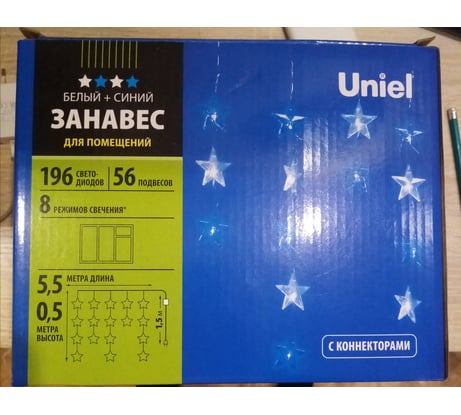 БЕЛЫЙ + СИНИЙ
ЗАНАВЕС
ДЛЯ ПОМЕЩЕНИЙ
196 СВЕТО-ДИОДОВ 56 ПОДВЕСОВ
8 РЕЖИМОВ СВЕЧЕНИЯ*
5,5 МЕТРА ДЛИНА
0,5 МЕТРА ВЫСОТА
1,5 М
Uniel
С КОННЕКТОРАМИ